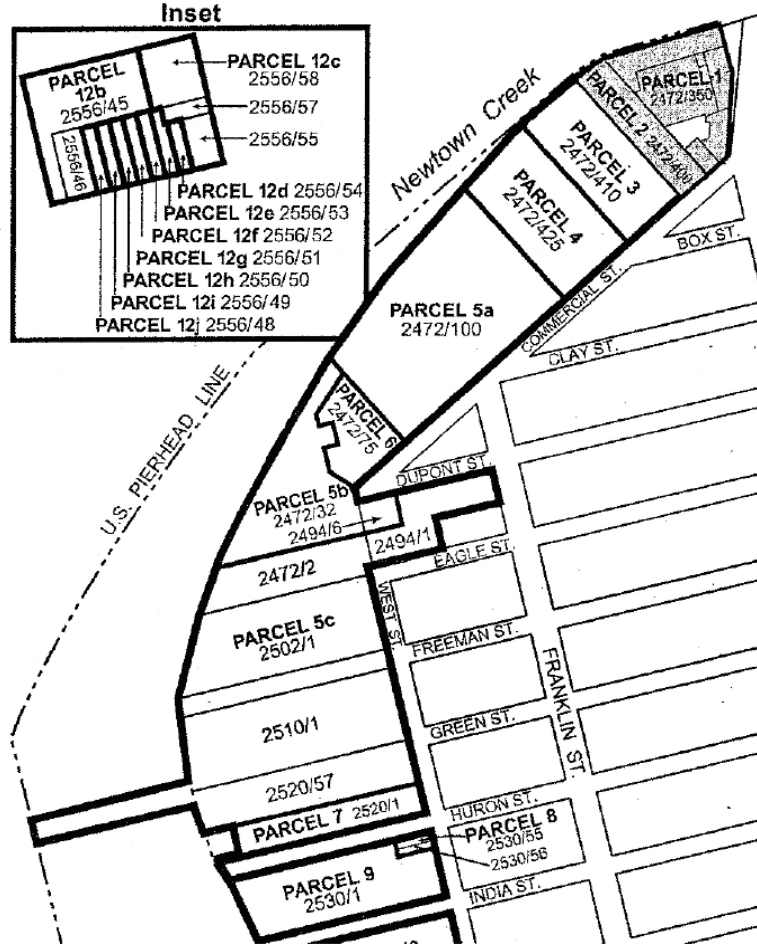 Inset
PARCEL
12b
2556/45
PARCEL 12c
2556/58
2556/57
2556/55
2556/46
PARCEL 12d 2556/54
PARCEL 12e 2556/53
PARCEL 12f 2556/52
PARCEL 12g 2556/51
PARCEL 12h 2556/50
PARCEL 12i 2556/49
PARCEL 12j 2556/48
Newtown Creek
PARCEL 1
2472/350
PARCEL 2 2472/400
PARCEL 3
2472/410
PARCEL 4
2472/425
BOX ST.
COMMERCIAL ST.
PARCEL 5a
2472/100
CLAY ST.
U.S. PIERHEAD LINE
PARCEL 6
2472/75
DUPONT ST.
PARCEL 5b
2472/32
2494/6
2494/1
EAGLE ST.
2472/2
WEST ST.
PARCEL 5c
2502/1
FREEMAN ST.
FRANKLIN ST.
2510/1
GREEN ST.
2520/57
HURON ST.
PARCEL 7 2520/1
PARCEL 8
2530/55
2530/56
PARCEL 9
2530/1
INDIA ST.